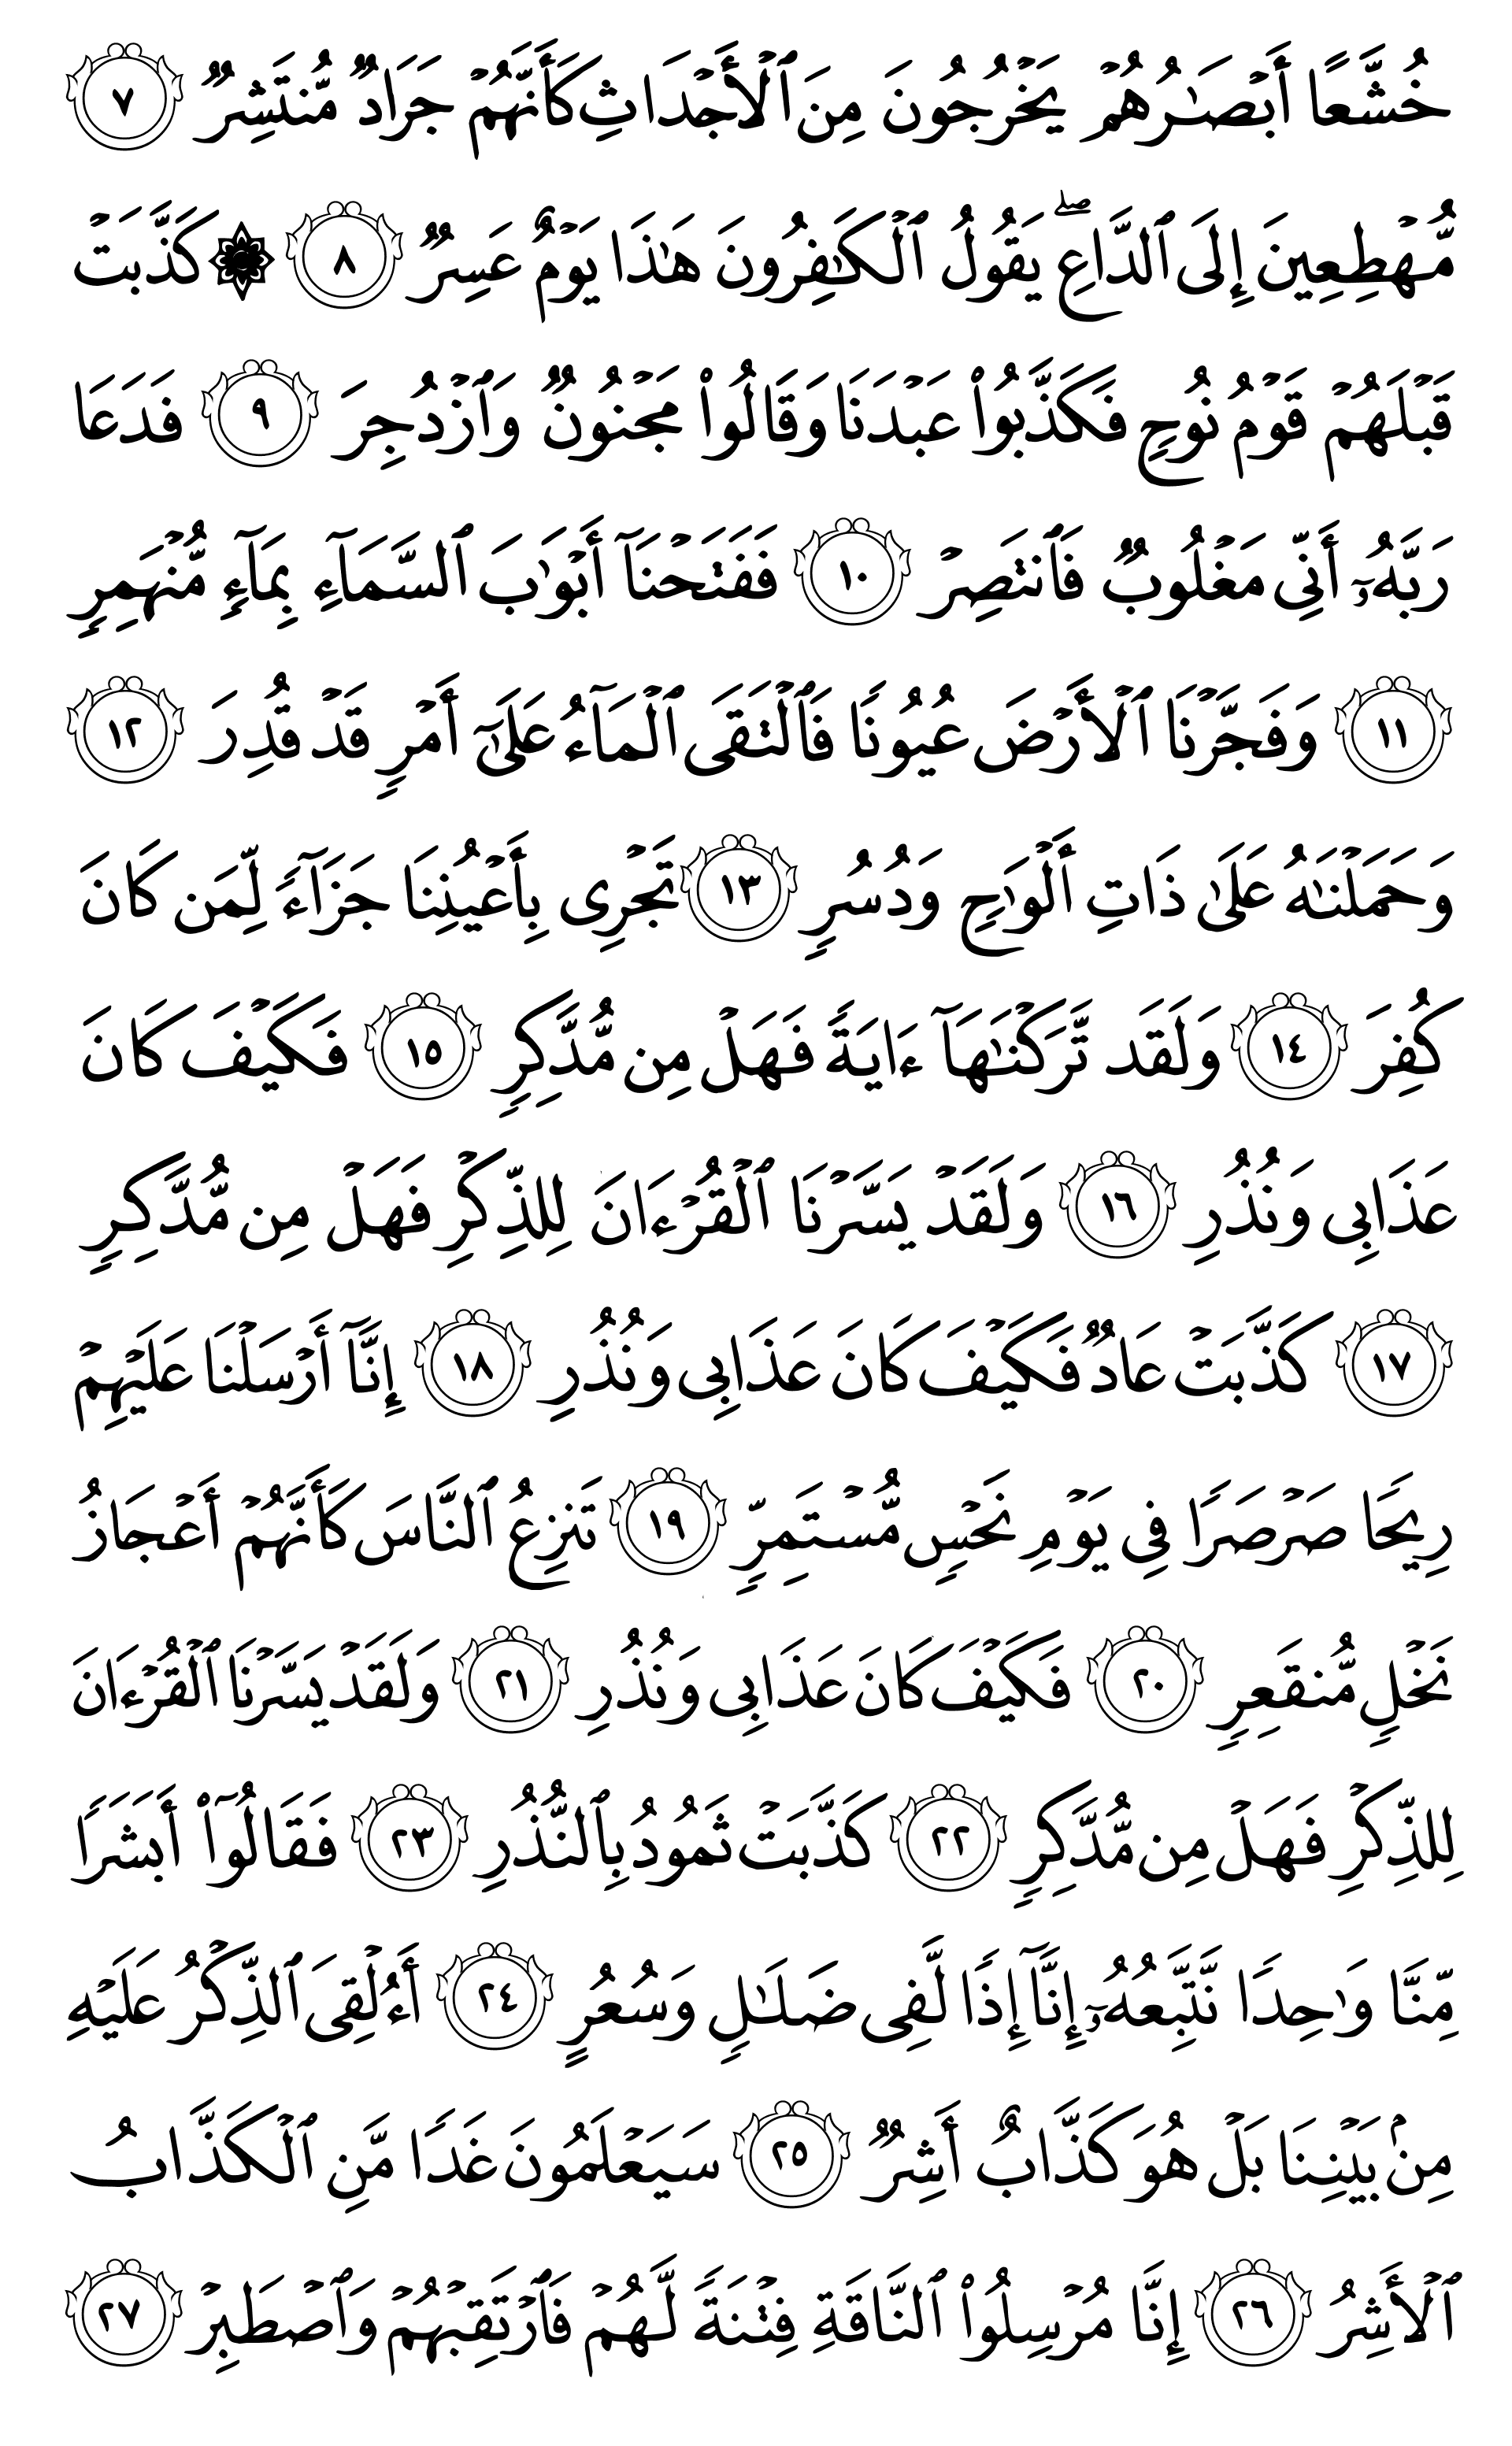 خُشَّعًا أَبۡصَٰرُهُمۡ يَخۡرُجُونَ مِنَ ٱلۡأَجۡدَاثِ كَأَنَّهُمۡ جَرَادٞ مُّنتَشِرٞ ٧
مُّهۡطِعِينَ إِلَى ٱلدَّاعِۖ يَقُولُ ٱلۡكَٰفِرُونَ هَٰذَا يَوۡمٌ عَسِرٞ ٨ ۞ كَذَّبَتۡ
قَبۡلَهُمۡ قَوۡمُ نُوحٖ فَكَذَّبُواْ عَبۡدَنَا وَقَالُواْ مَجۡنُونٞ وَٱزۡدُجِرَ ٩ فَدَعَا
رَبَّهُۥٓ أَنِّي مَغۡلُوبٞ فَٱنتَصِرۡ ١٠ فَفَتَحۡنَآ أَبۡوَٰبَ ٱلسَّمَآءِ بِمَآءٖ مُّنۡهَمِرٖ
١١ وَفَجَّرۡنَا ٱلۡأَرۡضَ عُيُونٗا فَٱلۡتَقَى ٱلۡمَآءُ عَلَىٰٓ أَمۡرٖ قَدۡ قُدِرَ ١٢
وَحَمَلۡنَٰهُ عَلَىٰ ذَاتِ أَلۡوَٰحٖ وَدُسُرٖ ١٣ تَجۡرِي بِأَعۡيُنِنَا جَزَآءٗ لِّمَن كَانَ
كُفِرَ ١٤ وَلَقَد تَّرَكۡنَٰهَآ ءَايَةٗ فَهَلۡ مِن مُّدَّكِرٖ ١٥ فَكَيۡفَ كَانَ
عَذَابِي وَنُذُرِ ١٦ وَلَقَدۡ يَسَّرۡنَا ٱلۡقُرۡءَانَ لِلذِّكۡرِ فَهَلۡ مِن مُّدَّكِرٖ
١٧ كَذَّبَتۡ عَادٞ فَكَيۡفَ كَانَ عَذَابِي وَنُذُرِ ١٨ إِنَّآ أَرۡسَلۡنَا عَلَيۡهِمۡ
رِيحٗا صَرۡصَرٗا فِي يَوۡمِ نَحۡسٖ مُّسۡتَمِرّٖ ١٩ تَنزِعُ ٱلنَّاسَ كَأَنَّهُمۡ أَعۡجَازُ
نَخۡلٖ مُّنقَعِرٖ ٢٠ فَكَيۡفَ كَانَ عَذَابِي وَنُذُرِ ٢١ وَلَقَدۡ يَسَّرۡنَا ٱلۡقُرۡءَانَ
لِلذِّكۡرِ فَهَلۡ مِن مُّدَّكِرٖ ٢٢ كَذَّبَتۡ ثَمُودُ بِٱلنُّذُرِ ٢٣ فَقَالُوٓاْ أَبَشَرٗا
مِّنَّا وَٰحِدٗا نَّتَّبِعُهُۥٓ إِنَّآ إِذٗا لَّفِي ضَلَٰلٖ وَسُعُرٍ ٢٤ أَءُلۡقِيَ ٱلذِّكۡرُ عَلَيۡهِ
مِنۢ بَيۡنِنَا بَلۡ هُوَ كَذَّابٌ أَشِرٞ ٢٥ سَيَعۡلَمُونَ غَدٗا مَّنِ ٱلۡكَذَّابُ
ٱلۡأَشِرُ ٢٦ إِنَّا مُرۡسِلُواْ ٱلنَّاقَةِ فِتۡنَةٗ لَّهُمۡ فَٱرۡتَقِبۡهُمۡ وَٱصۡطَبِرۡ ٢٧